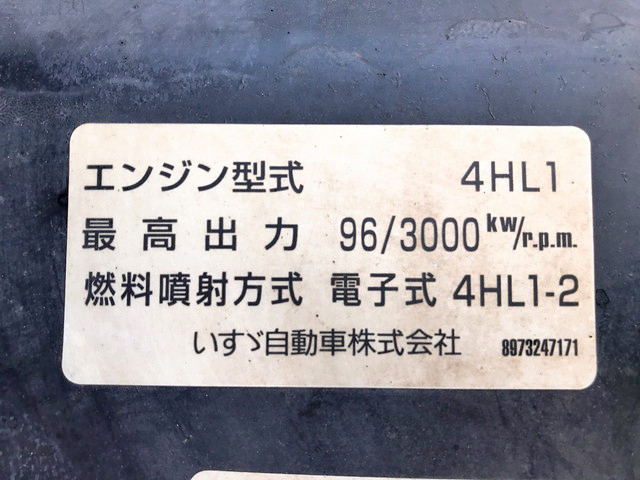 エンジン型式 4HL1
最高出力 96/3000 kw/r.p.m.
燃料噴射方式 電子式 4HL1-2
いすゞ自動車株式会社 8973247171